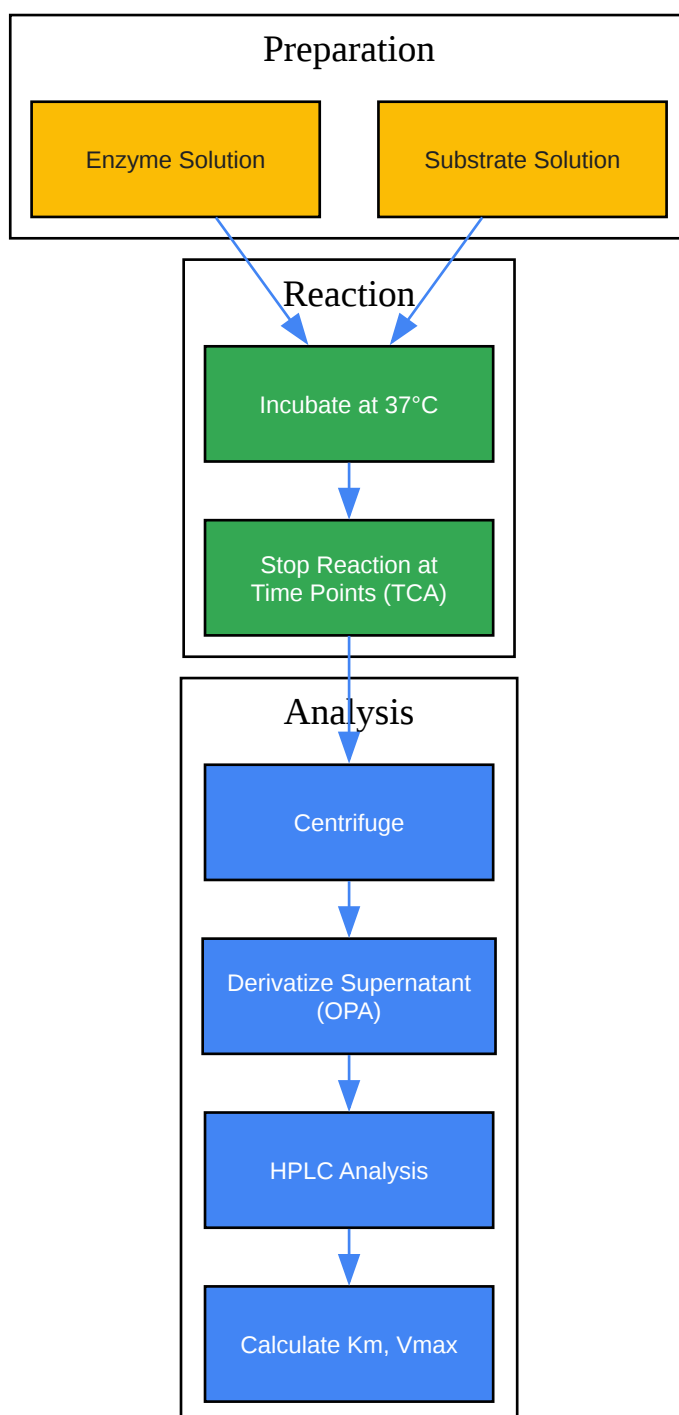 Preparation
Enzyme Solution
Substrate Solution
Reaction
Incubate at 37°C
Stop Reaction at
Time Points (TCA)
Analysis
Centrifuge
Derivatize Supernatant
(OPA)
HPLC Analysis
Calculate Km, Vmax